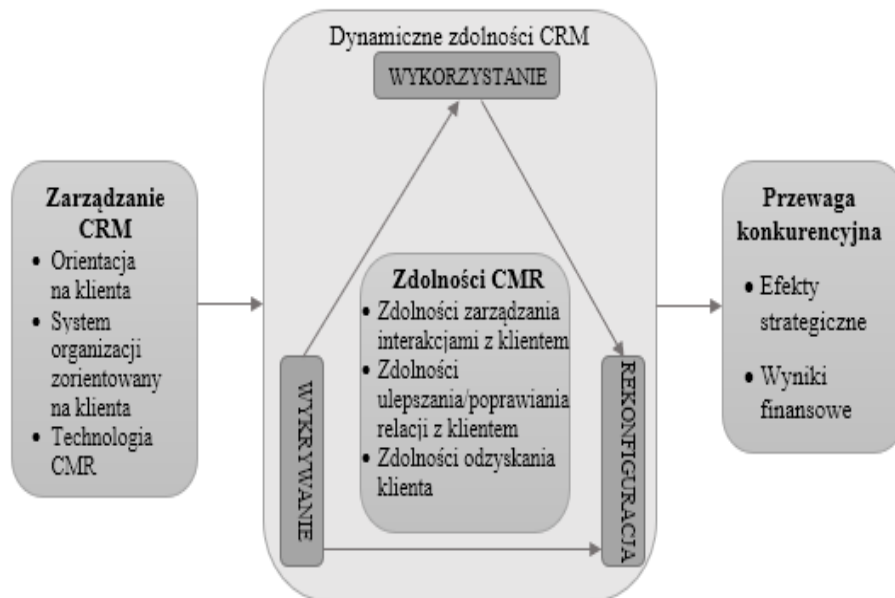 Zarządzanie
CRM
• Orientacja
na klienta
• System
organizacji
zorientowany
na klienta
• Technologia
CMR
Dynamiczne zdolności CRM
WYKORZYSTANIE
WYKRYWANIE
Zdolności CMR
• Zdolności zarządzania
interakcjami z klientem
• Zdolności
ulepszania/poprawiania
relacji z klientem
• Zdolności odzyskania
klienta
REKONFIGURACJA
Przewaga
konkurencyjna
• Efekty
strategiczne
• Wyniki
finansowe